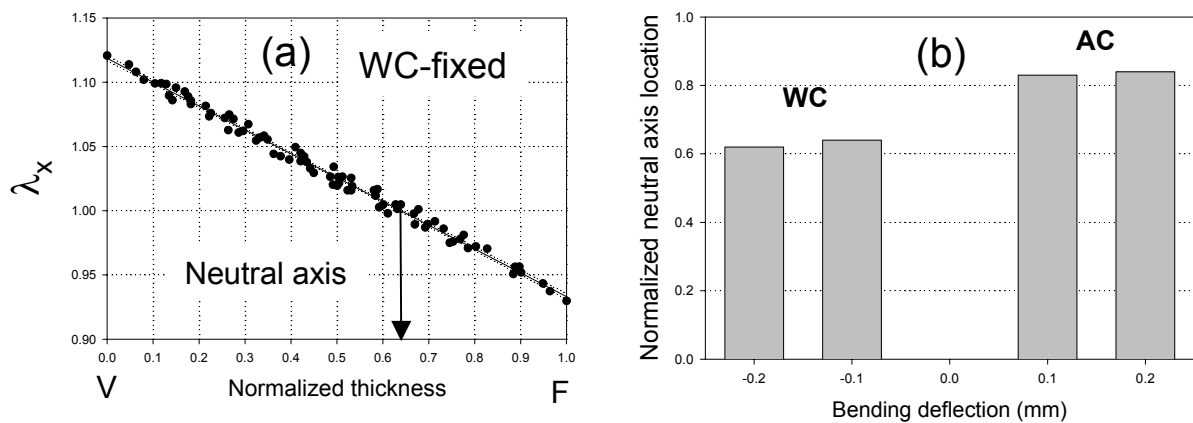 (a)
WC-fixed
Neutral axis
λx
1.15
1.10
1.05
1.00
0.95
0.90
0.0 0.1 0.2 0.3 0.4 0.5 0.6 0.7 0.8 0.9 1.0
V Normalized thickness F
(b)
WC
AC
Normalized neutral axis location
1.0
0.8
0.6
0.4
0.2
0.0
-0.2 -0.1 0.0 0.1 0.2
Bending deflection (mm)